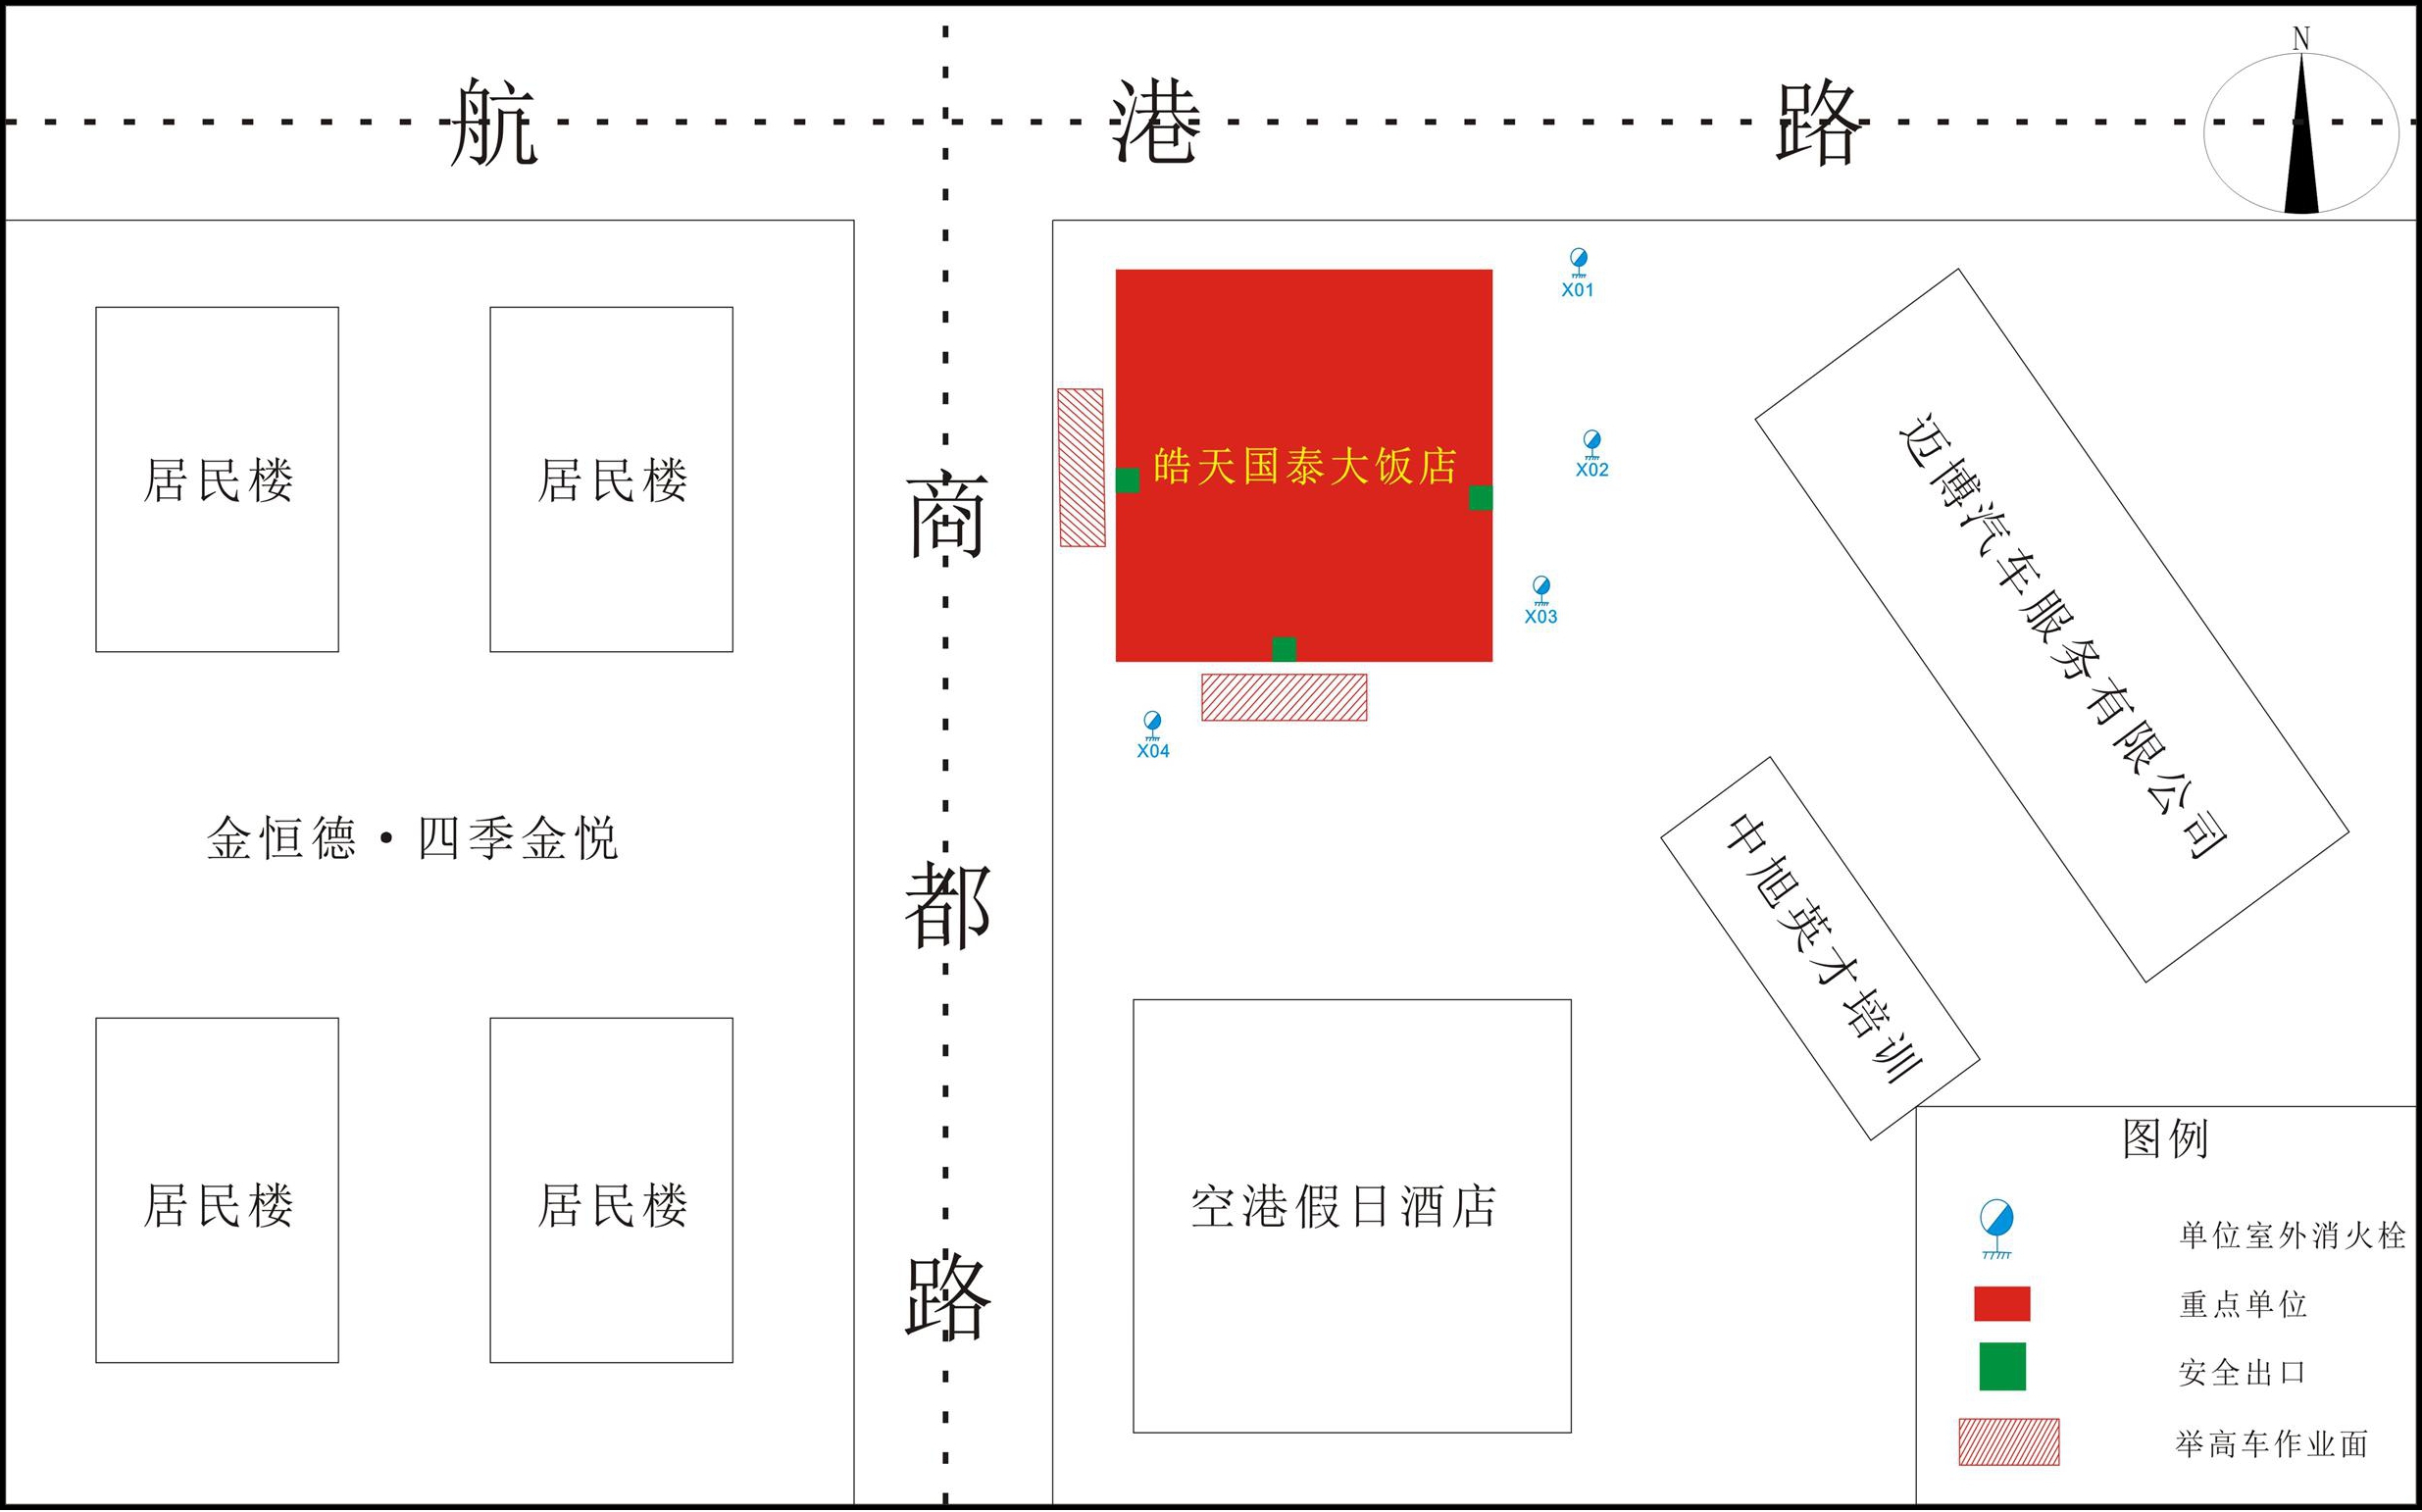 N
航港路
X01
居民楼
居民楼
皓天国泰大饭店
X02
X03
X04
商都路
迈博汽车服务有限公司
金恒德·四季金悦
中旭英才培训
居民楼
居民楼
空港假日酒店
图例
单位室外消火栓
重点单位
安全出口
举高车作业面